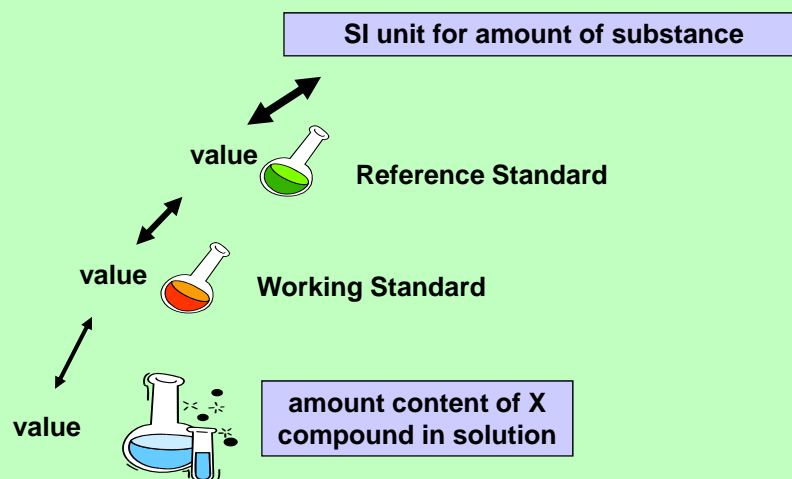 SI unit for amount of substance
value
Reference Standard
value
Working Standard
value
amount content of X
compound in solution